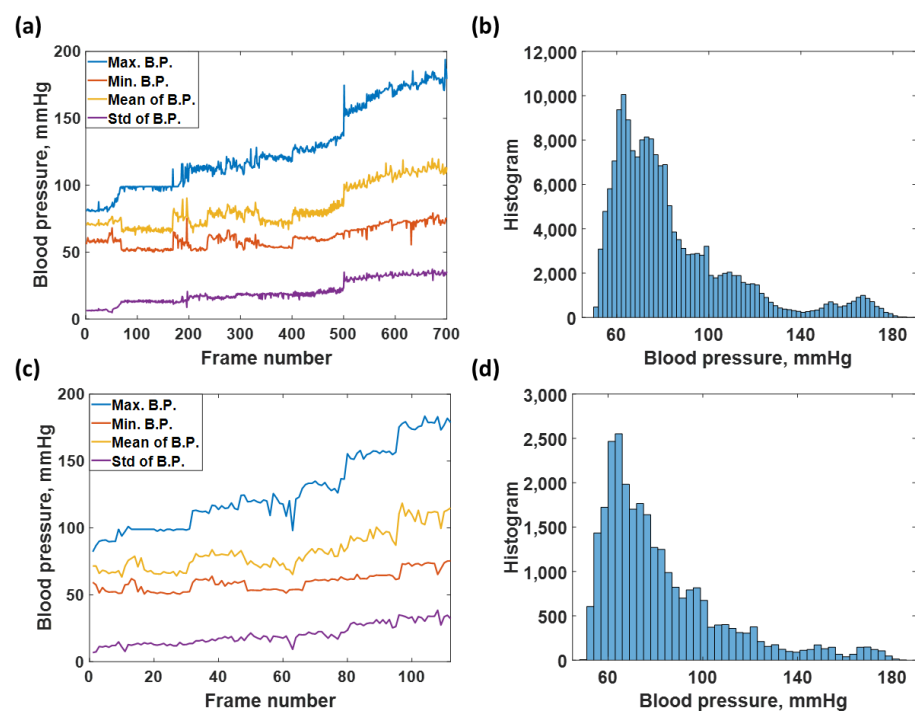 (a)
200
150
100
50
0
Blood pressure, mmHg
Max. B.P.
Min. B.P.
Mean of B.P.
Std of B.P.
0 100 200 300 400 500 600 700
Frame number
(b)
12,000
10,000
8,000
6,000
4,000
2,000
0
Histogram
60 100 140 180
Blood pressure, mmHg
(c)
200
150
100
50
0
Blood pressure, mmHg
Max. B.P.
Min. B.P.
Mean of B.P.
Std of B.P.
0 20 40 60 80 100
Frame number
(d)
3,000
2,500
2,000
1,500
1,000
500
0
Histogram
60 100 140 180
Blood pressure, mmHg